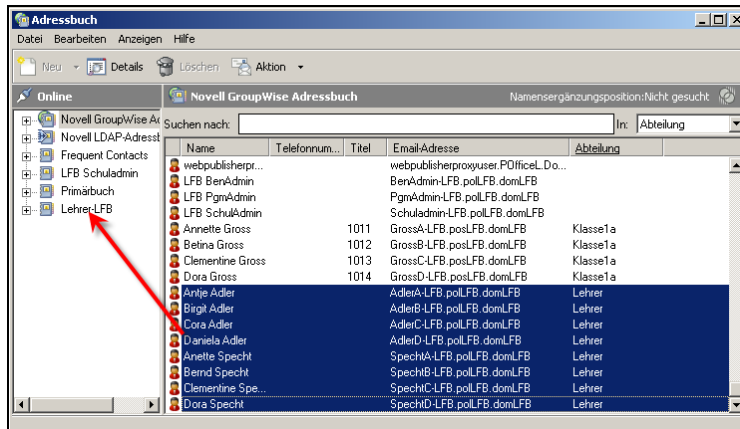 Adressbuch
Datei Bearbeiten Anzeigen Hilfe
Neu Details Löschen Aktion
Online
Novell GroupWise Ad
Novell LDAP-Adressb
Frequent Contacts
LFB Schuladmin
Primärbuch
Lehrer-LFB
Novell GroupWise Adressbuch Namensergänzungsposition:Nicht gesucht
Suchen nach: In: Abteilung
Name Telefonnum... Titel Email-Adresse Abteilung
webpublisherpr... webpublisherproxyuser.POfficeL.Do...
LFB BenAdmin BenAdmin-LFB.polLFB.domLFB
LFB PgmAdmin PgmAdmin-LFB.polLFB.domLFB
LFB SchulAdmin Schuladmin-LFB.polLFB.domLFB
Annette Gross 1011 GrossA-LFB.posLFB.domLFB Klasse1a
Betina Gross 1012 GrossB-LFB.posLFB.domLFB Klasse1a
Clementine Gross 1013 GrossC-LFB.posLFB.domLFB Klasse1a
Dora Gross 1014 GrossD-LFB.posLFB.domLFB Klasse1a
Antje Adler AdlerA-LFB.polLFB.domLFB Lehrer
Birgit Adler AdlerB-LFB.polLFB.domLFB Lehrer
Cora Adler AdlerC-LFB.polLFB.domLFB Lehrer
Daniela Adler AdlerD-LFB.polLFB.domLFB Lehrer
Anette Specht SpechtA-LFB.polLFB.domLFB Lehrer
Bernd Specht SpechtB-LFB.polLFB.domLFB Lehrer
Clementine Spe... SpechtC-LFB.polLFB.domLFB Lehrer
Dora Specht SpechtD-LFB.polLFB.domLFB Lehrer